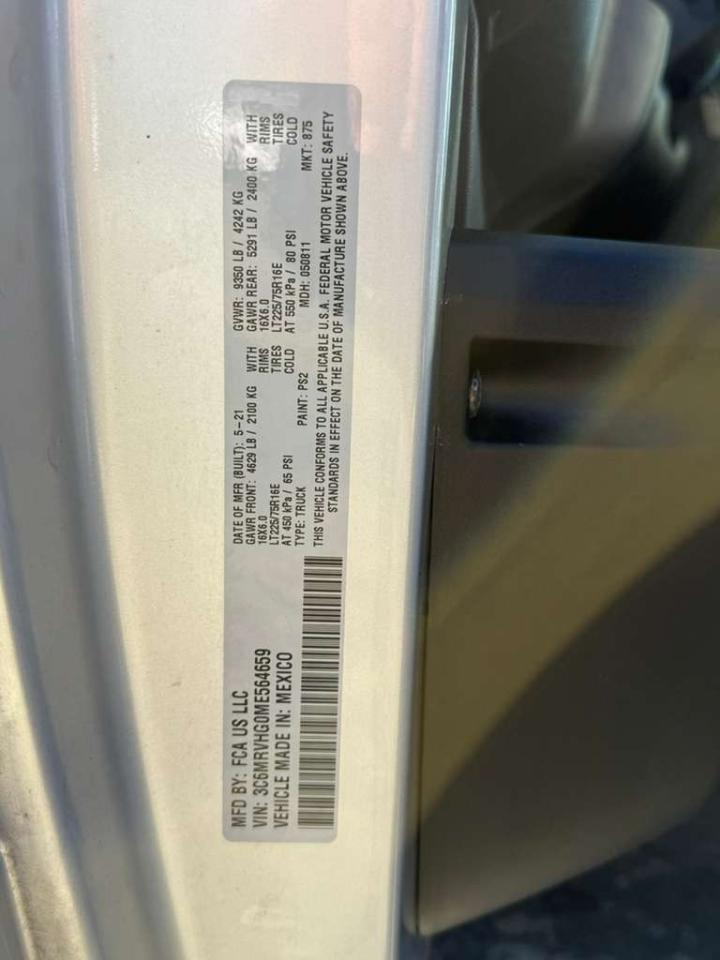 MFD BY: FCA US LLC
VIN: 3C6MRVHG0ME564659
VEHICLE MADE IN: MEXICO
DATE OF MFR (BUILT): 5-21 GVWR: 9350 LB / 4242 KG
GAWR FRONT: 4629 LB / 2100 KG WITH GAWR REAR: 5291 LB / 2400 KG WITH
16X6.0 RIMS 16X6.0 RIMS
LT225/75R16E TIRES LT225/75R16E TIRES
AT 450 kPa / 65 PSI COLD AT 550 kPa / 80 PSI COLD
TYPE: TRUCK PAINT: PS2 MDH: 050811 MKT: 875
THIS VEHICLE CONFORMS TO ALL APPLICABLE U.S.A. FEDERAL MOTOR VEHICLE SAFETY
STANDARDS IN EFFECT ON THE DATE OF MANUFACTURE SHOWN ABOVE.